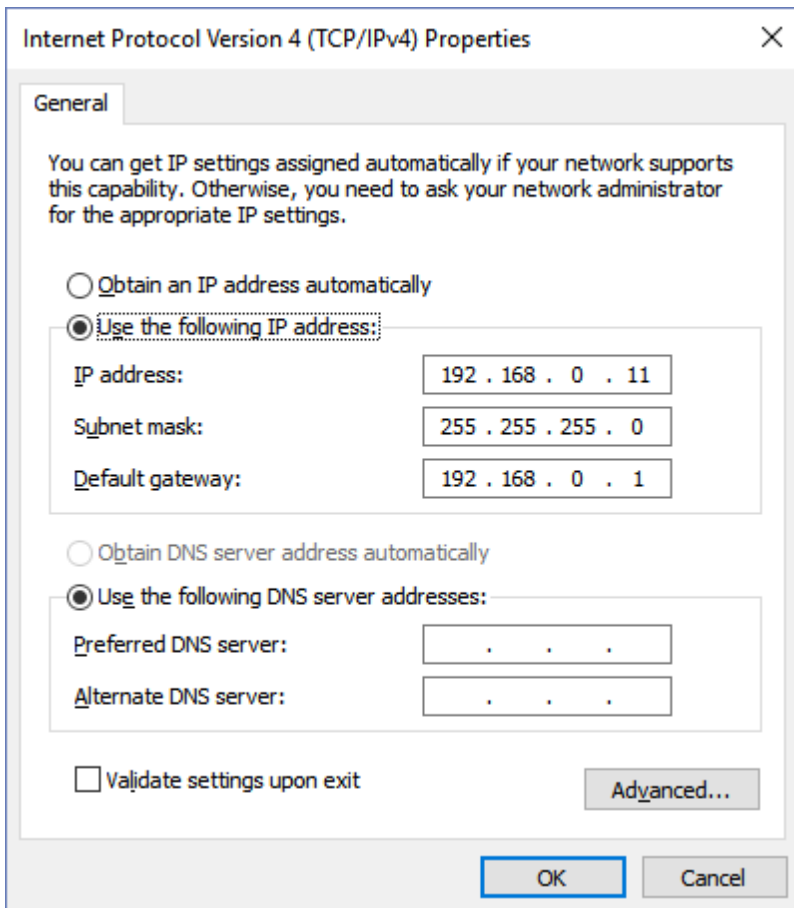 Internet Protocol Version 4 (TCP/IPv4) Properties
General
You can get IP settings assigned automatically if your network supports
this capability. Otherwise, you need to ask your network administrator
for the appropriate IP settings.
Obtain an IP address automatically
Use the following IP address:
IP address: 192 . 168 . 0 . 11
Subnet mask: 255 . 255 . 255 . 0
Default gateway: 192 . 168 . 0 . 1
Obtain DNS server address automatically
Use the following DNS server addresses:
Preferred DNS server: . . .
Alternate DNS server: . . .
Validate settings upon exit
Advanced...
OK Cancel